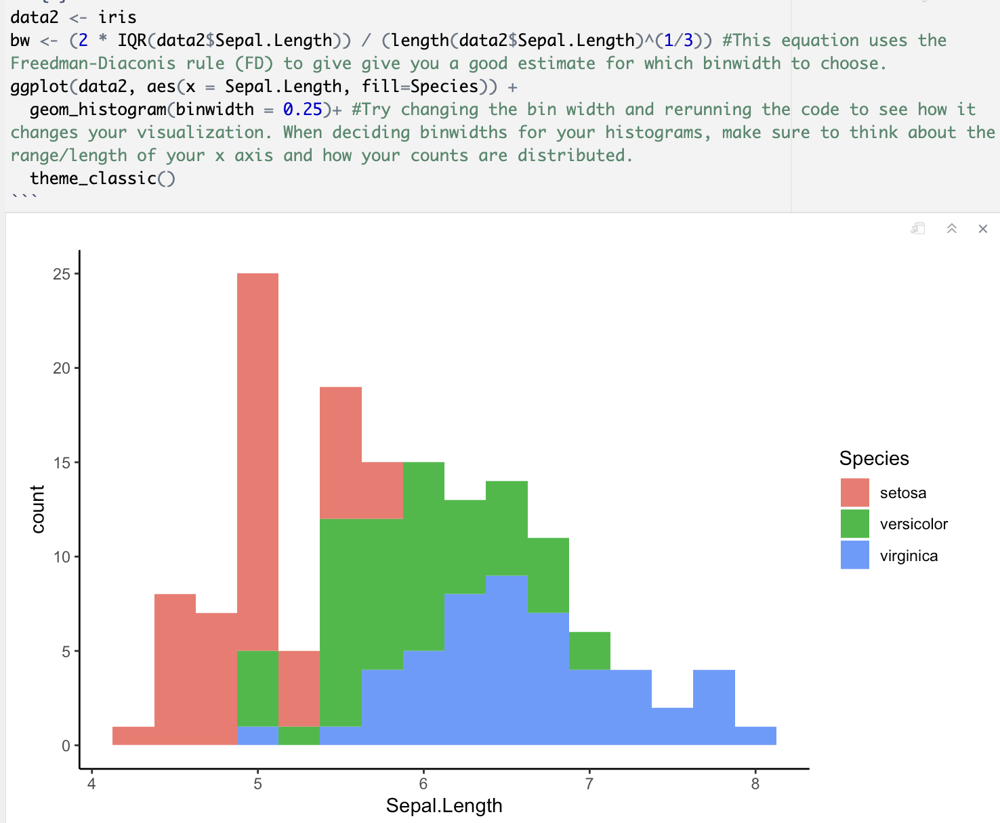 data2 <- iris
bw <- (2 * IQR(data2$Sepal.Length)) / (length(data2$Sepal.Length)^(1/3)) #This equation uses the
Freedman-Diaconis rule (FD) to give give you a good estimate for which binwidth to choose.
ggplot(data2, aes(x = Sepal.Length, fill=Species)) +
  geom_histogram(binwidth = 0.25)+ #Try changing the bin width and rerunning the code to see how it
changes your visualization. When deciding binwidths for your histograms, make sure to think about the
range/length of your x axis and how your counts are distributed.
  theme_classic()
```
25
20
15
10
5
0
count
4 5 6 7 8
Sepal.Length
Species
setosa
versicolor
virginica